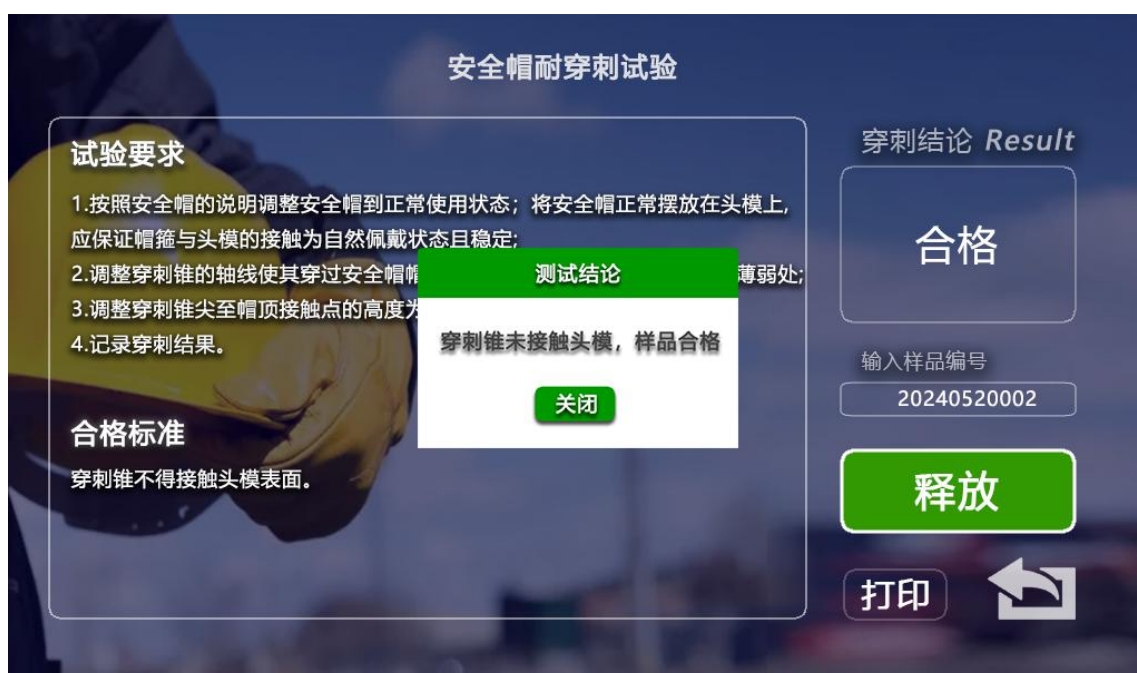 安全帽耐穿刺试验
试验要求
1.按照安全帽的说明调整安全帽到正常使用状态；将安全帽正常摆放在头模上,
应保证帽箍与头模的接触为自然佩戴状态且稳定;
2.调整穿刺锥的轴线使其穿过安全帽
薄弱处;
3.调整穿刺锥尖至帽顶接触点的高度为
4.记录穿刺结果。
合格标准
穿刺锥不得接触头模表面。
测试结论
穿刺锥未接触头模，样品合格
关闭
穿刺结论 Result
合格
输入样品编号
20240520002
释放
打印